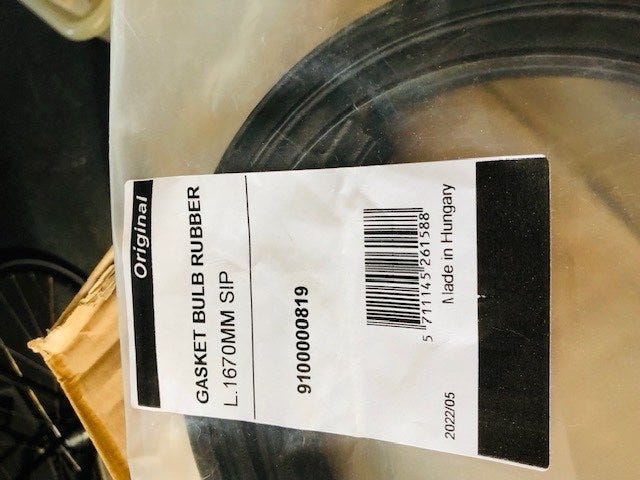 Original
GASKET BULB RUBBER
L.1670MM SIP
9100000819
5 711145 261588
Made in Hungary
2022/05